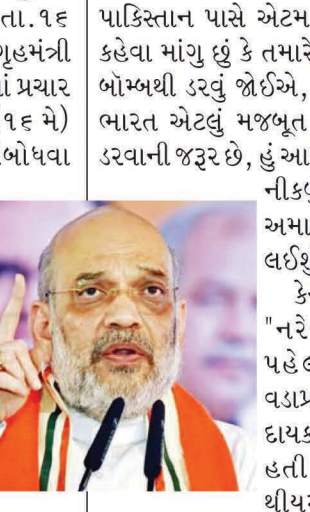 તા.૧૬
ગૃહમંત્રી
પ્રચાર
૧૬ મે)
બોધવા
પાકિસ્તાન પાસે એટમ
કહેવા માંગુ છું કે તમારે
બૉમ્બથી ડરવું જોઈએ,
ભારત એટલું મજબૂત
ડરવાની જરૂર છે, હું આ
નીકળ
અમા
લઈશુ
કે
"નરે
પહેલ
વડાપ્ર
દાયક
હતી
થીયર